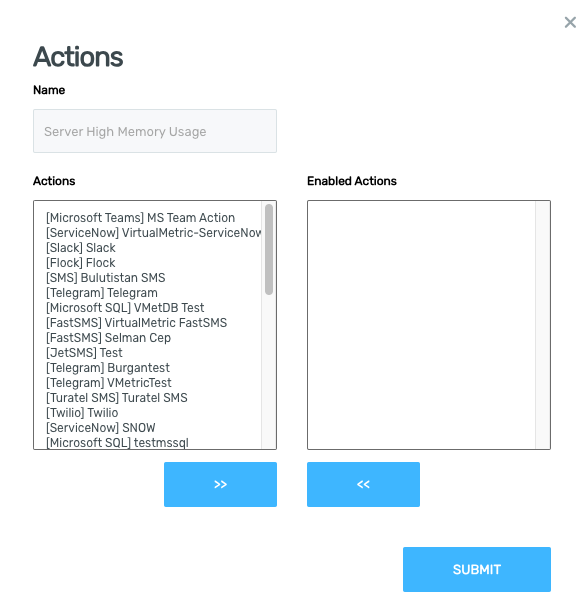 Actions
Name
Server High Memory Usage
Actions
[Microsoft Teams] MS Team Action
[ServiceNow] VirtualMetric-ServiceNow
[Slack] Slack
[Flock] Flock
[SMS] Bulutistan SMS
[Telegram] Telegram
[Microsoft SQL] VMetDB Test
[FastSMS] VirtualMetric FastSMS
[FastSMS] Selman Cep
[JetSMS] Test
[Telegram] Burgantest
[Telegram] VMetricTest
[Turatel SMS] Turatel SMS
[Twilio] Twilio
[ServiceNow] SNOW
[Microsoft SQL] testmssql
>>
Enabled Actions
<<
SUBMIT